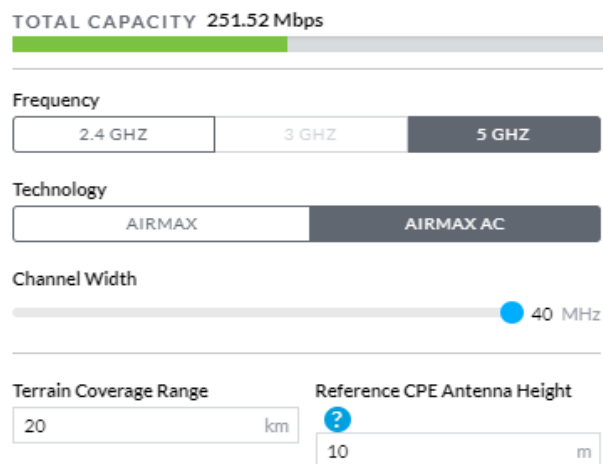 TOTAL CAPACITY 251.52 Mbps
Frequency
2.4 GHZ 3 GHZ 5 GHZ
Technology
AIRMAX AIRMAX AC
Channel Width
40 MHz
Terrain Coverage Range Reference CPE Antenna Height
?
20 km
10 m